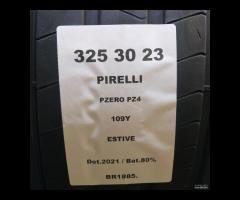 325 30 23
PIRELLI
PZERO PZ4
109Y
ESTIVE
Dot.2021 / Bat.80%
BR1885.